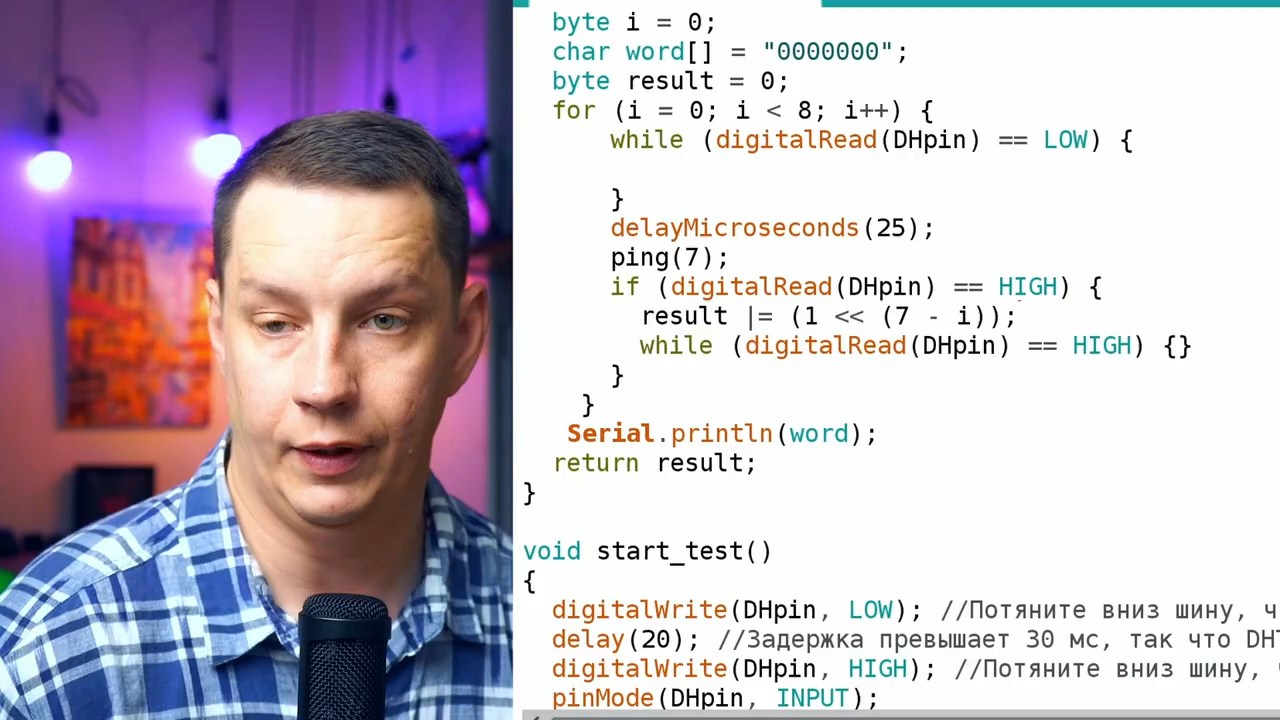 byte i = 0;
char word[] = "0000000";
byte result = 0;
for (i = 0; i < 8; i++) {
while (digitalRead(DHpin) == LOW) {
}
delayMicroseconds(25);
ping(7);
if (digitalRead(DHpin) == HIGH) {
result |= (1 << (7 - i));
while (digitalRead(DHpin) == HIGH) {}
}
}
Serial.println(word);
return result;
}
void start_test()
{
digitalWrite(DHpin, LOW); //Потяните вниз шину, ч
delay(20); //Задержка превышает 30 мс, так что DH
digitalWrite(DHpin, HIGH); //Потяните вниз шину,
pinMode(DHpin, INPUT);